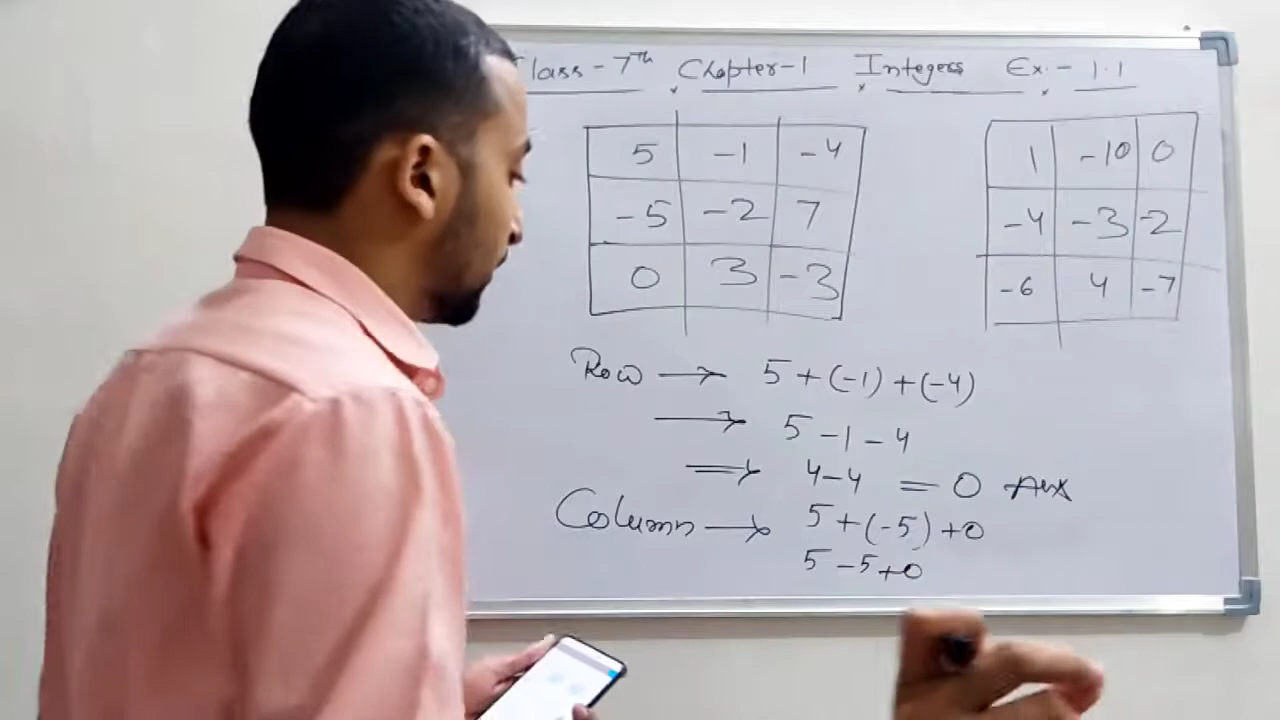 Class - 7th Chapter-1 Integers Ex.- 1.1
5 -1 -4
-5 -2 7
0 3 -3
1 -10 0
-4 -3 -2
-6 4 -7
Row → 5+(-1)+(-4)
→ 5-1-4
⇒ 4-4 = 0 Ans
Column → 5+(-5)+0
5-5+0